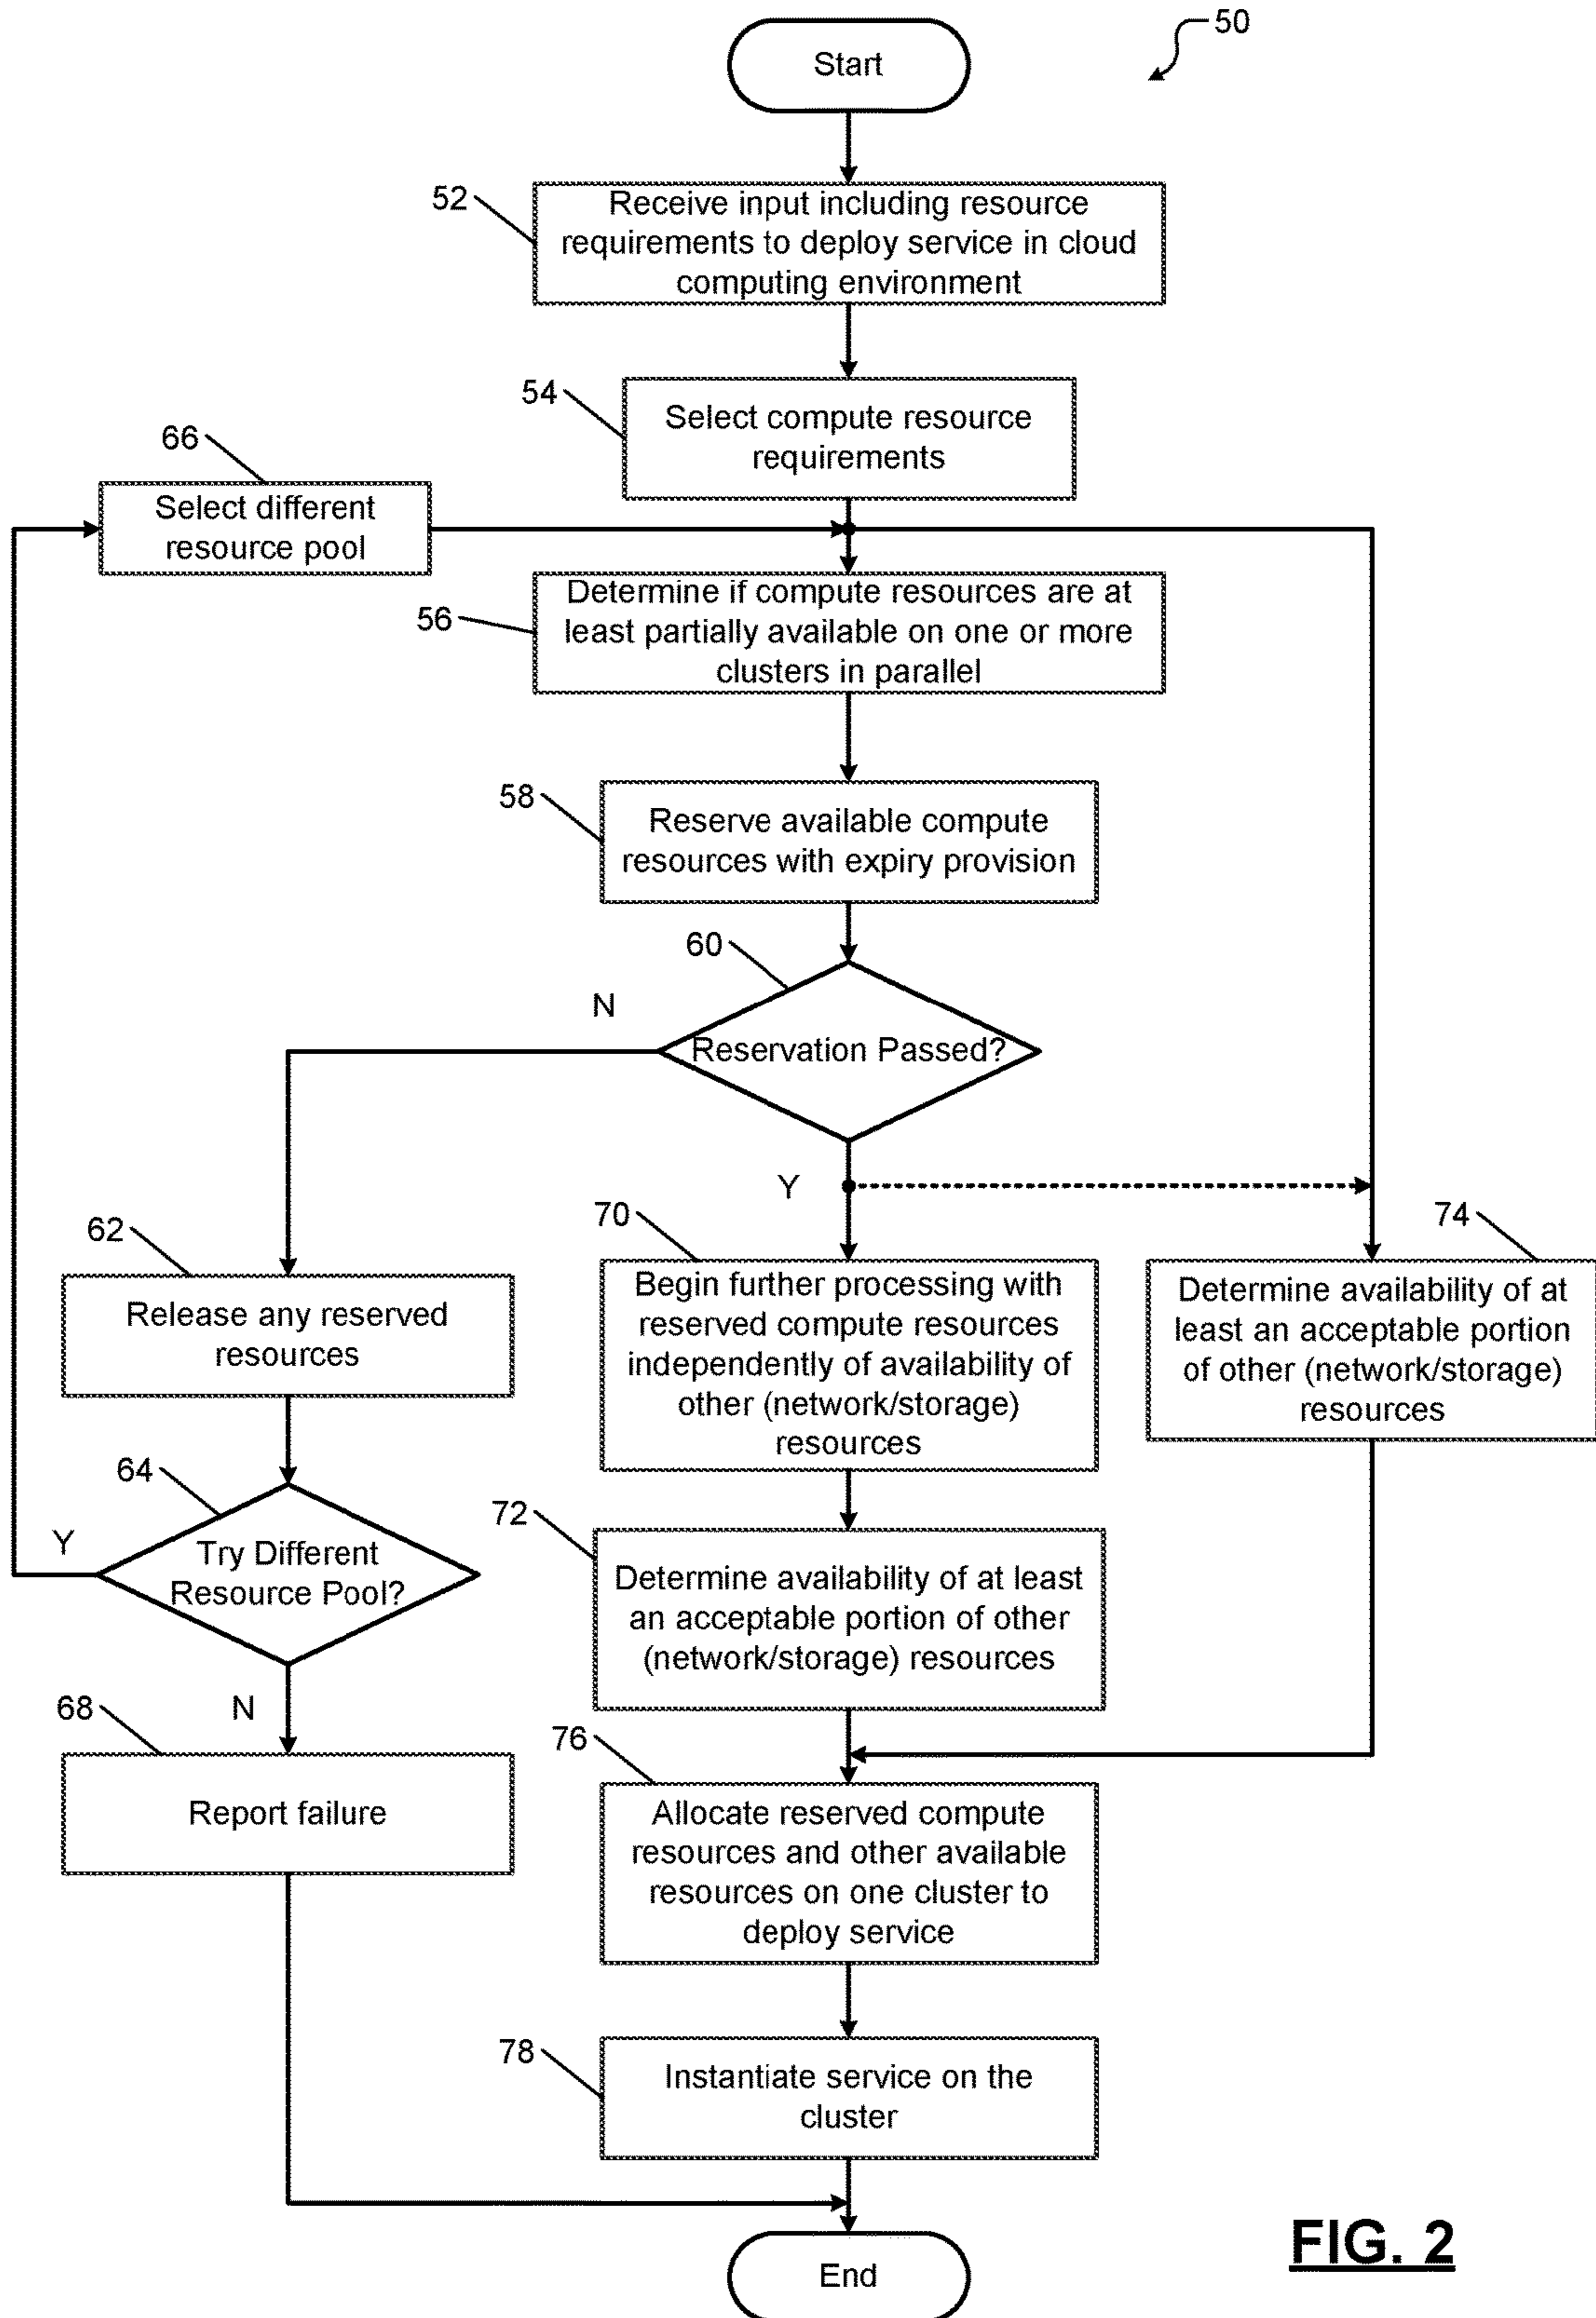 50
Start
52
Receive input including resource
requirements to deploy service in cloud
computing environment
54
Select compute resource
requirements
66
Select different
resource pool
56
Determine if compute resources are at
least partially available on one or more
clusters in parallel
58
Reserve available compute
resources with expiry provision
60
N
Reservation Passed?
Y
62
Release any reserved
resources
70
Begin further processing with
reserved compute resources
independently of availability of
other (network/storage)
resources
74
Determine availability of at
least an acceptable portion
of other (network/storage)
resources
64
Y
Try Different
Resource Pool?
N
72
Determine availability of at least
an acceptable portion of other
(network/storage) resources
68
Report failure
76
Allocate reserved compute
resources and other available
resources on one cluster to
deploy service
78
Instantiate service on the
cluster
End
FIG. 2